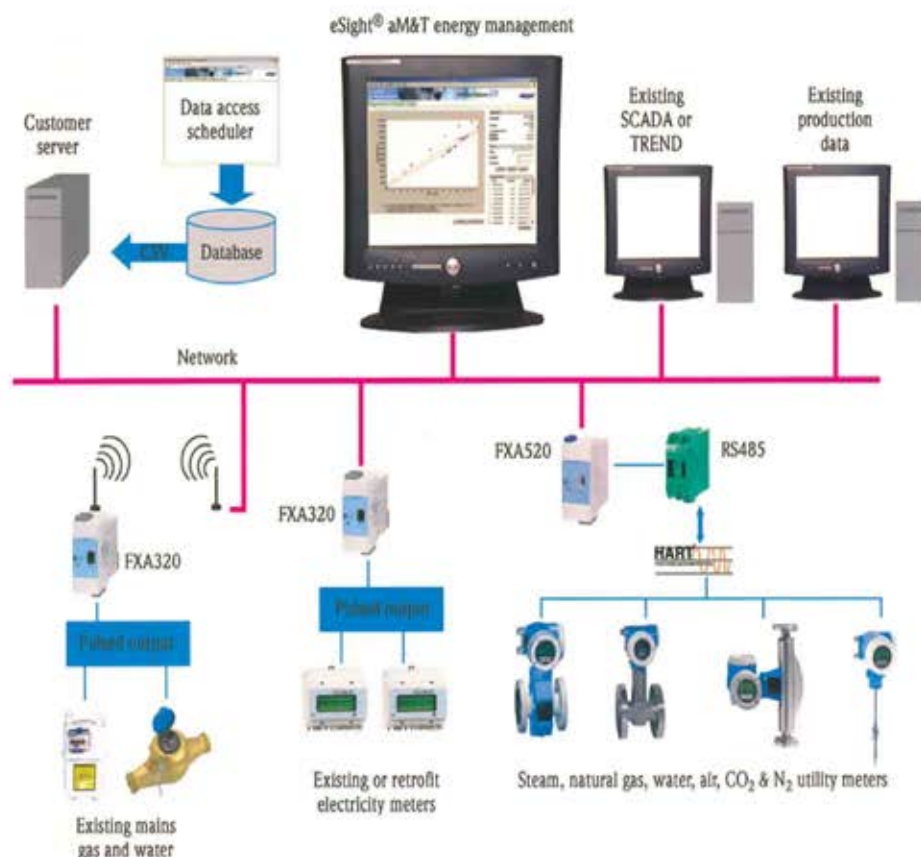 eSight® aM&T energy management
Customer
server
Data access
scheduler
Existing
SCADA or
TREND
Existing
production
data
CSV
Database
Network
FXA520
RS485
FXA320
FXA320
HART
Pulsed output
Pulsed output
Existing or retrofit
electricity meters
Steam, natural gas, water, air, CO₂ & N₂ utility meters
Existing mains
gas and water